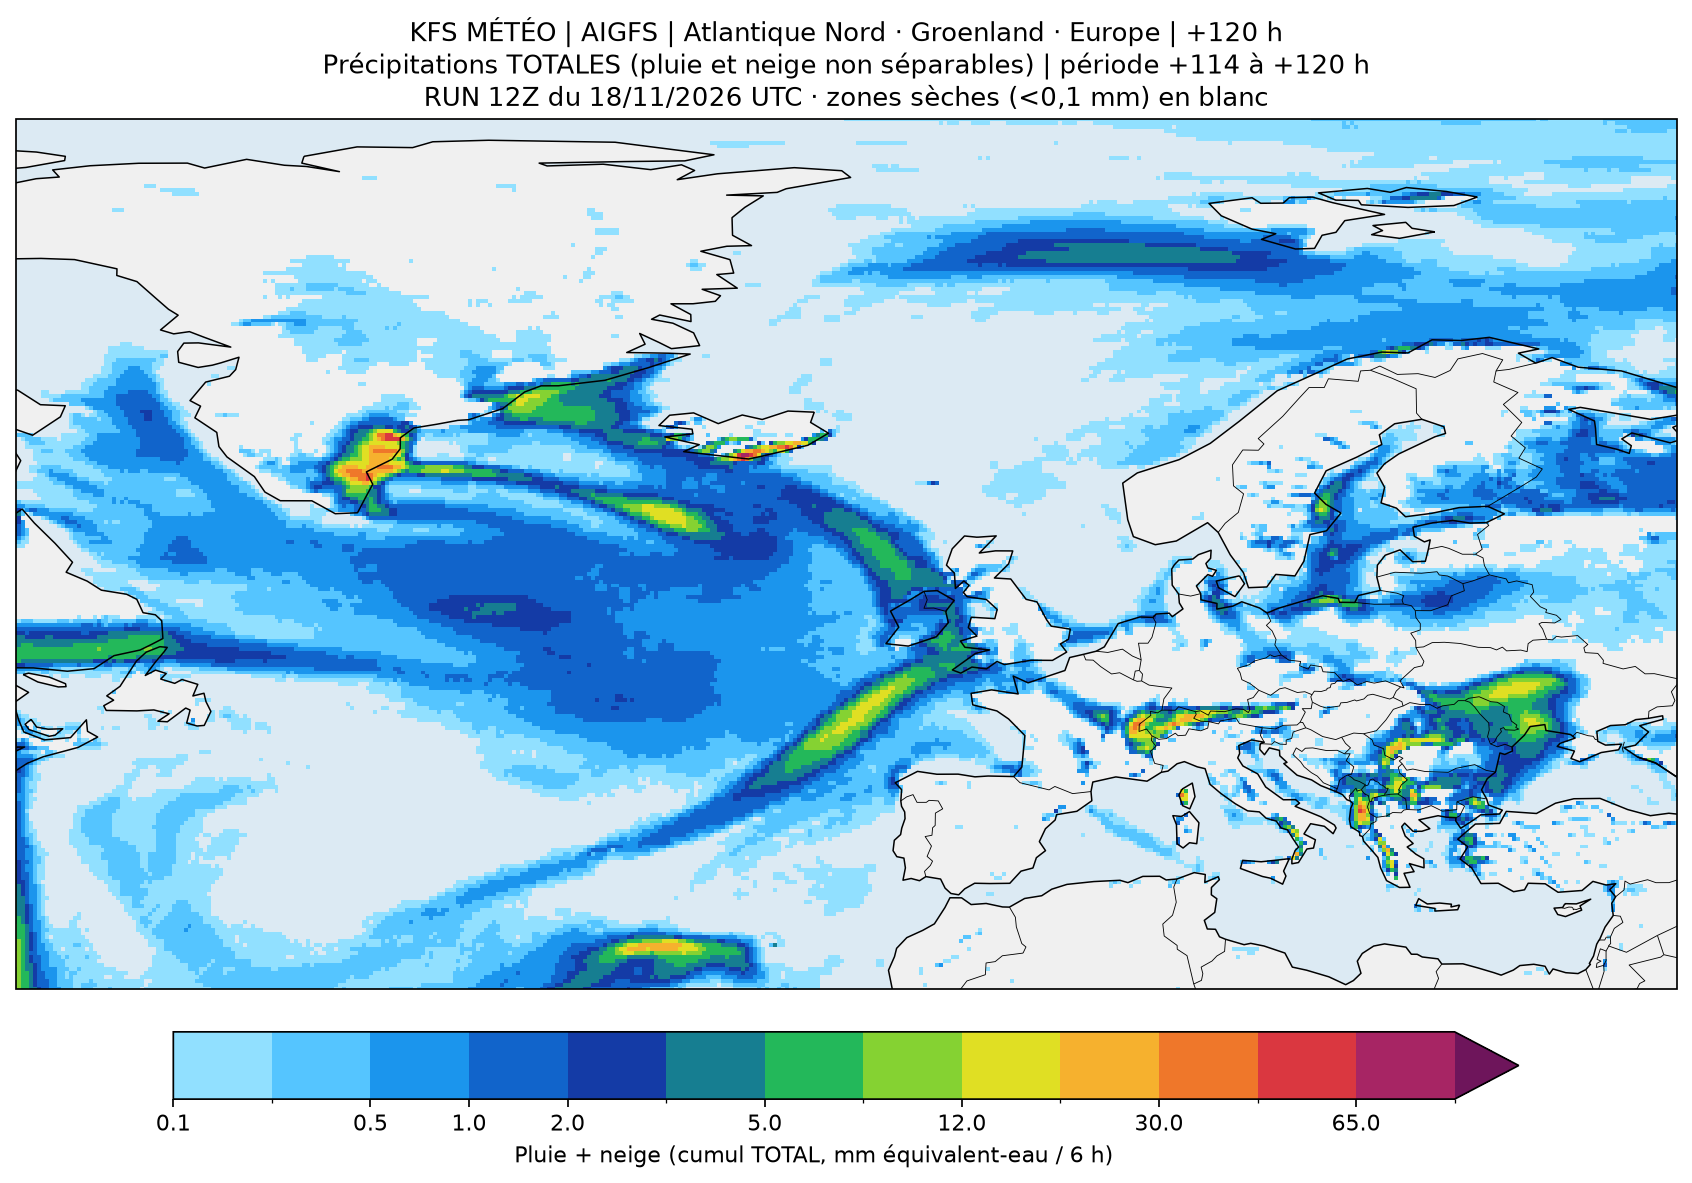 KFS MÉTÉO | AIGFS | Atlantique Nord · Groenland · Europe | +120 h
Précipitations TOTALES (pluie et neige non séparables) | période +114 à +120 h
RUN 12Z du 18/11/2026 UTC · zones sèches (<0,1 mm) en blanc
0.1 0.5 1.0 2.0 5.0 12.0 30.0 65.0
Pluie + neige (cumul TOTAL, mm équivalent-eau / 6 h)